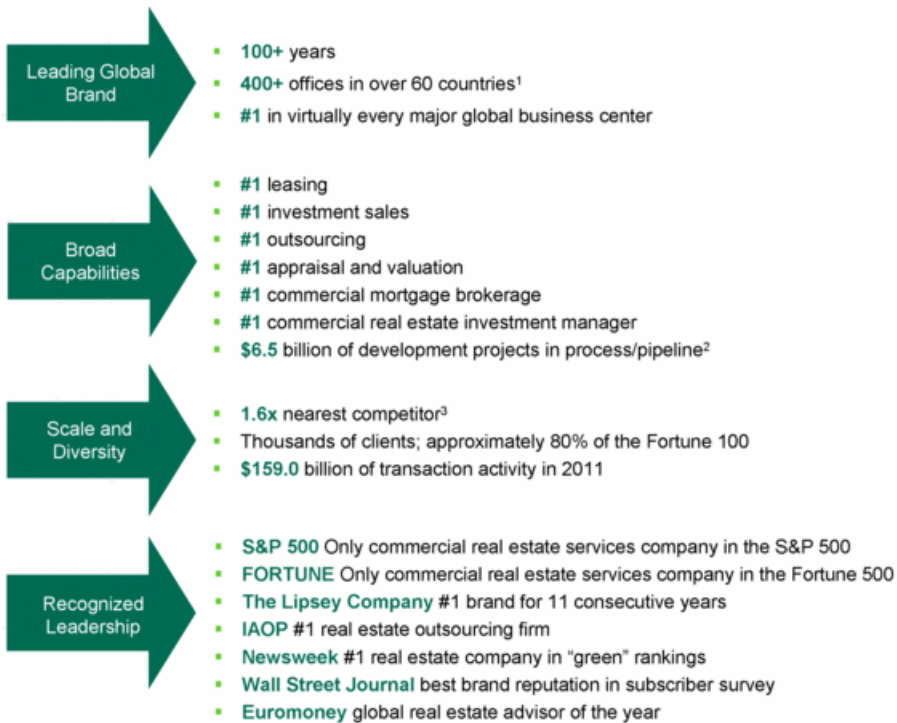 Leading Global
Brand
100+ years
400+ offices in over 60 countries¹
#1 in virtually every major global business center
Broad
Capabilities
#1 leasing
#1 investment sales
#1 outsourcing
#1 appraisal and valuation
#1 commercial mortgage brokerage
#1 commercial real estate investment manager
$6.5 billion of development projects in process/pipeline²
Scale and
Diversity
1.6x nearest competitor³
Thousands of clients; approximately 80% of the Fortune 100
$159.0 billion of transaction activity in 2011
Recognized
Leadership
S&P 500 Only commercial real estate services company in the S&P 500
FORTUNE Only commercial real estate services company in the Fortune 500
The Lipsey Company #1 brand for 11 consecutive years
IAOP #1 real estate outsourcing firm
Newsweek #1 real estate company in “green” rankings
Wall Street Journal best brand reputation in subscriber survey
Euromoney global real estate advisor of the year